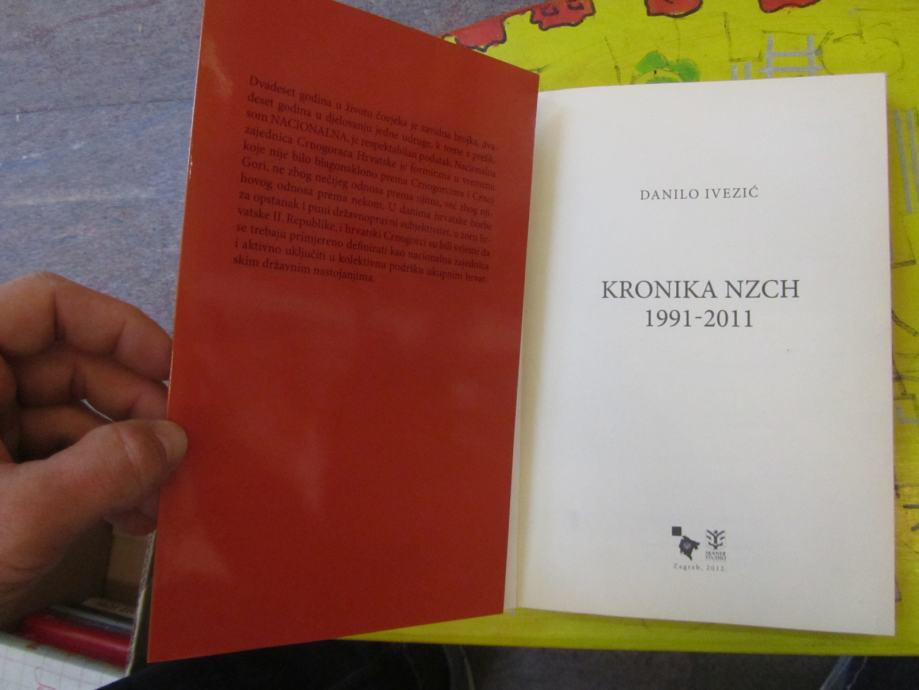 Dvadeset godina u životu čovjeka je razvidna brojka, dva-
deset godina u djelovanju jedne udruge, k tome s prefik-
som NACIONALNA, je respektabilan podatak. Nacionalna
zajednica Crnogoraca Hrvatske je formirana u vremenu
koje nije bilo blagonaklono prema Crnogorcima i Crnoj
Gori, ne zbog nečijeg odnosa prema njima, već zbog nji-
hovog odnosa prema nekom. U danima hrvatske borbe
za opstanak i puni državnopravni subjektivitet, u zoru hr-
vatske II. Republike, i hrvatski Crnogorci su bili svjesni da
se trebaju primjereno definirati kao nacionalna zajednica
i aktivno uključiti u kolektivnu podršku ukupnim hrvat-
skim državnim nastojanjima.
DANILO IVEZIĆ
KRONIKA NZCH
1991-2011
SKANER
STUDIO
Zagreb, 2012.